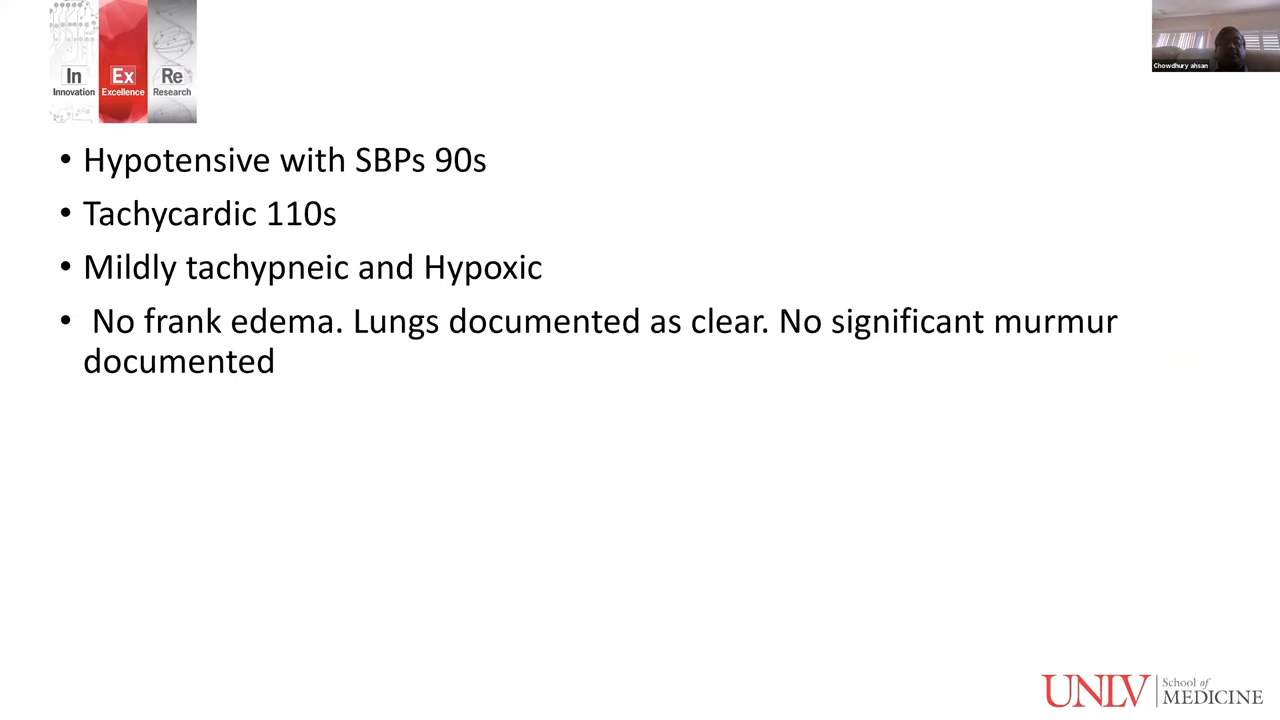 In Ex Re
Innovation Excellence Research
Chowdhury ahsan
• Hypotensive with SBPs 90s
• Tachycardic 110s
• Mildly tachypneic and Hypoxic
• No frank edema. Lungs documented as clear. No significant murmur
documented
UNLV School of
MEDICINE